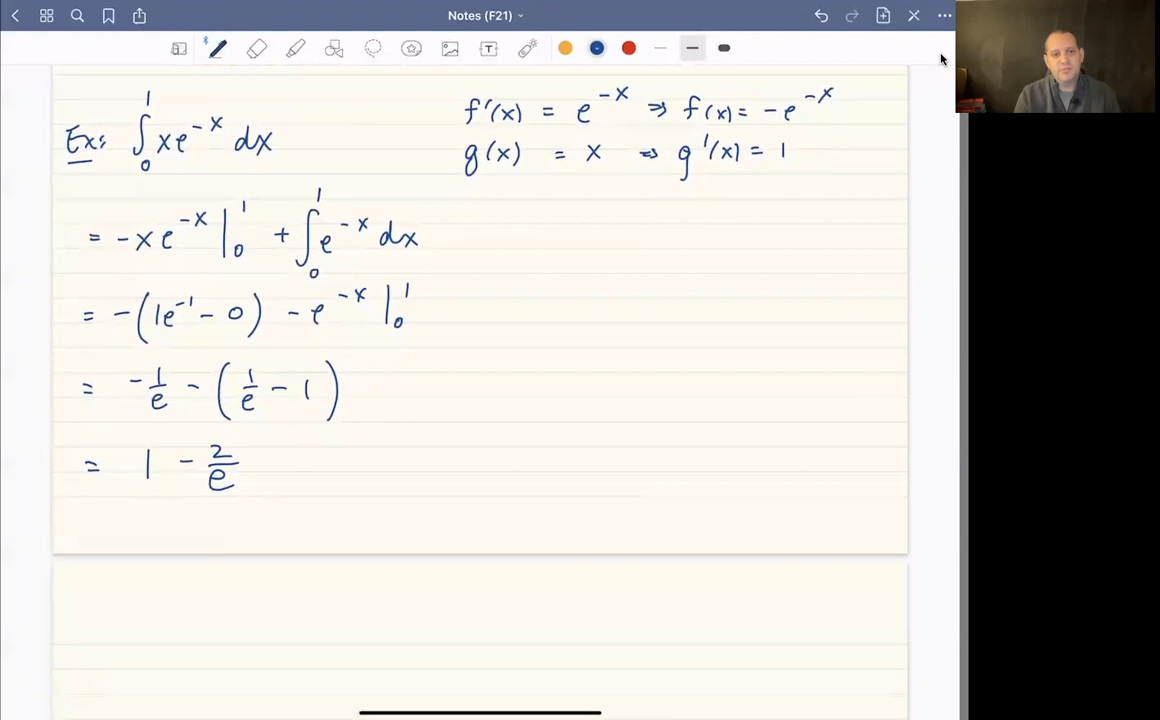 Notes (F21)
Ex: ∫₀¹ xe^{-x} dx
f'(x) = e^{-x} ⇒ f(x) = -e^{-x}
g(x) = x ⇒ g'(x) = 1
= -xe^{-x} |₀¹ + ∫₀¹ e^{-x} dx
= -(1e^{-1} - 0) - e^{-x} |₀¹
= -1/e - (1/e - 1)
= 1 - 2/e